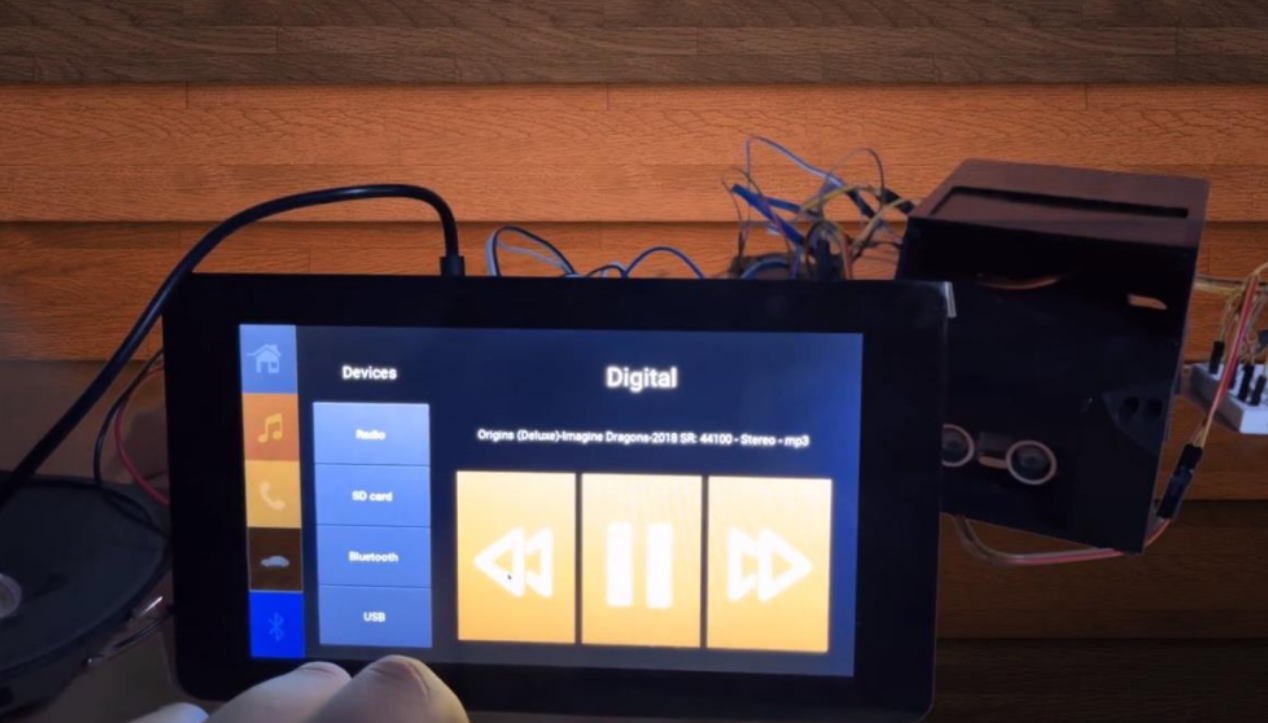 Devices
Digital
Radio
Origins (Deluxe)-Imagine Dragons-2018 SR: 44100 - Stereo - mp3
SD card
Bluetooth
USB